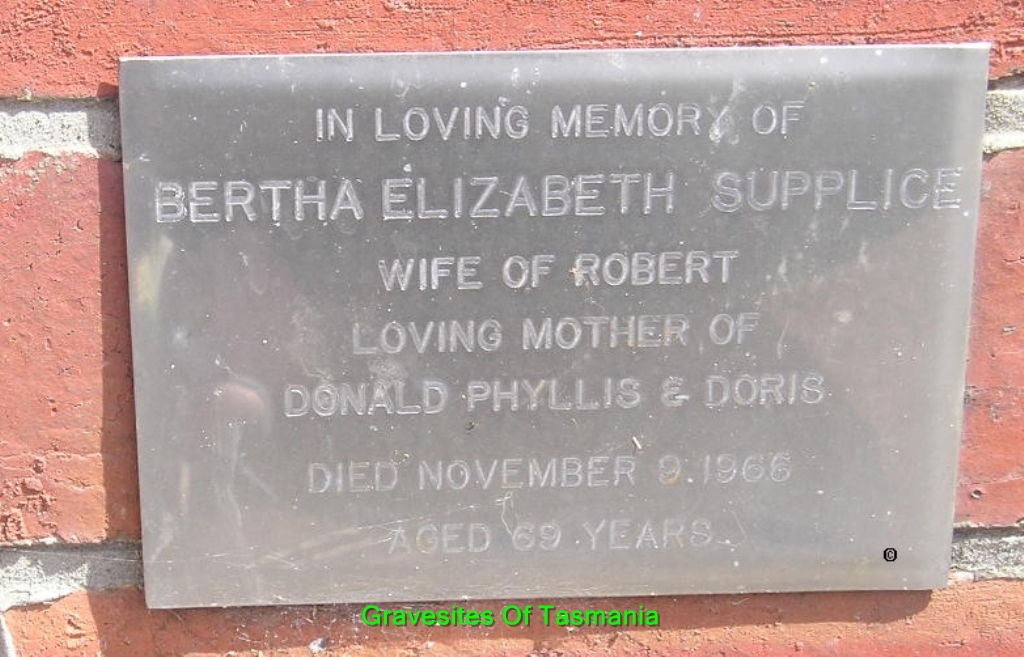 IN LOVING MEMORY OF
BERTHA ELIZABETH SUPPLICE
WIFE OF ROBERT
LOVING MOTHER OF
DONALD PHYLLIS & DORIS
DIED NOVEMBER 9.1966
AGED 69 YEARS
©
Gravesites Of Tasmania